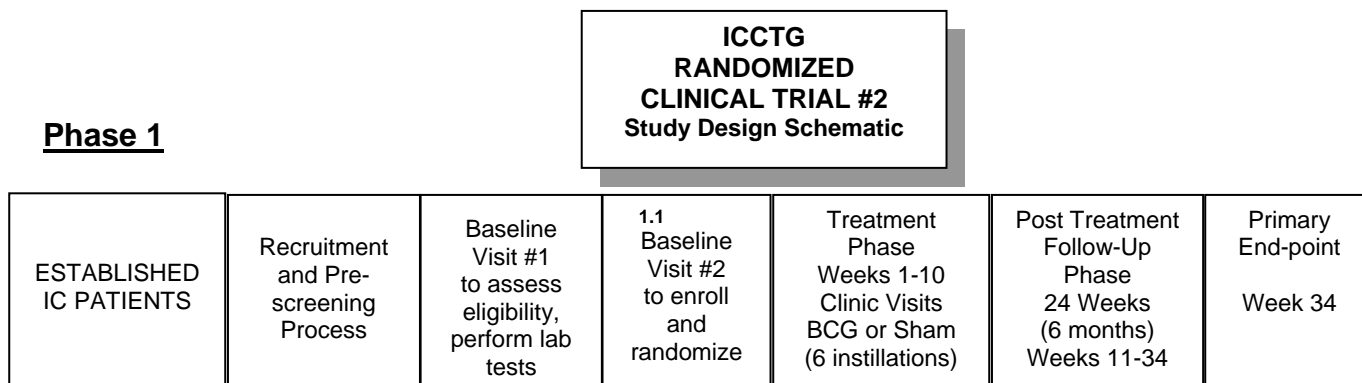 ICCTG
RANDOMIZED
CLINICAL TRIAL #2
Study Design Schematic
Phase 1
ESTABLISHED
IC PATIENTS
Recruitment
and Pre-
screening
Process
Baseline
Visit #1
to assess
eligibility,
perform lab
tests
1.1
Baseline
Visit #2
to enroll
and
randomize
Treatment
Phase
Weeks 1-10
Clinic Visits
BCG or Sham
(6 instillations)
Post Treatment
Follow-Up
Phase
24 Weeks
(6 months)
Weeks 11-34
Primary
End-point
Week 34